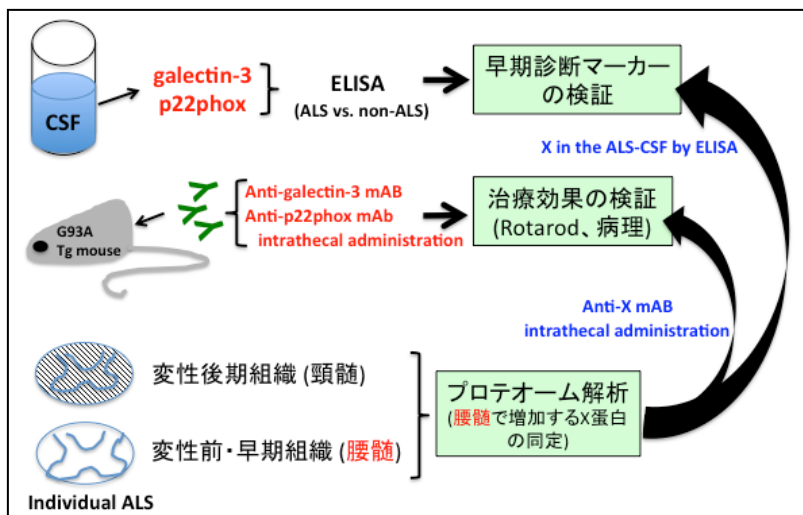 galectin-3
p22phox
CSF
ELISA
(ALS vs. non-ALS)
早期診断マーカー
の検証
X in the ALS-CSF by ELISA
G93A
Tg mouse
Anti-galectin-3 mAB
Anti-p22phox mAb
intrathecal administration
治療効果の検証
(Rotarod、病理)
Anti-X mAB
intrathecal administration
変性後期組織 (頸髄)
変性前・早期組織 (腰髄)
Individual ALS
プロテオーム解析
(腰髄で増加するX蛋白
の同定)